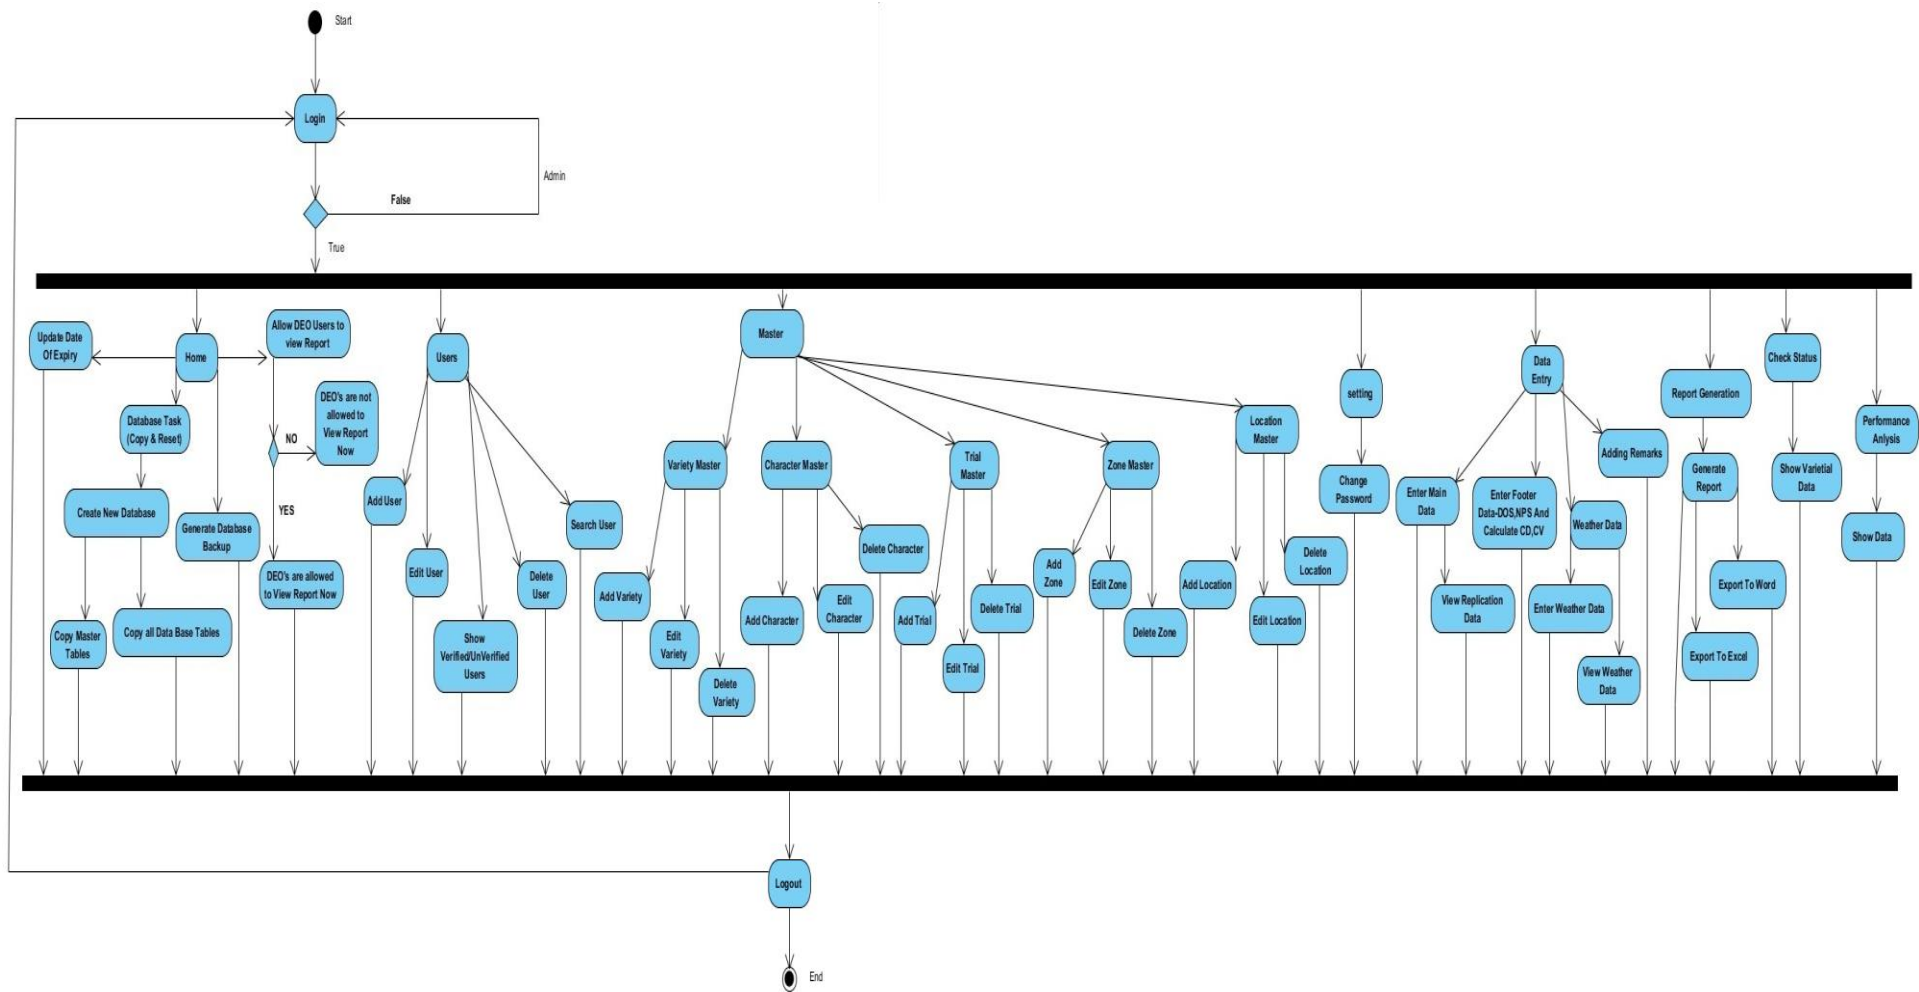 Start
Login
Admin
False
True
Update Date
Of Expiry
Home
Allow DEO Users to
view Report
Database Task
(Copy & Reset)
NO
DEO's are not
allowed to
View Report
Now
Create New Database
Generate Database
Backup
YES
DEO's are allowed
to View Report Now
Copy Master
Tables
Copy all Data Base Tables
Users
Add User
Edit User
Show
Verified/UnVerified
Users
Delete
User
Search User
Master
Variety Master
Add Variety
Edit
Variety
Delete
Variety
Character Master
Add Character
Edit
Character
Delete Character
Trial
Master
Add Trial
Edit Trial
Delete Trial
Zone Master
Add
Zone
Edit Zone
Delete Zone
Location
Master
Add Location
Edit Location
Delete
Location
setting
Change
Password
Data
Entry
Enter Main
Data
View Replication
Data
Enter Footer
Data-DOS,NPS And
Calculate CD,CV
Weather Data
Enter Weather Data
View Weather
Data
Adding Remarks
Report Generation
Generate
Report
Export To Word
Export To Excel
Check Status
Show Varietial
Data
Performance
Anlysis
Show Data
Logout
End